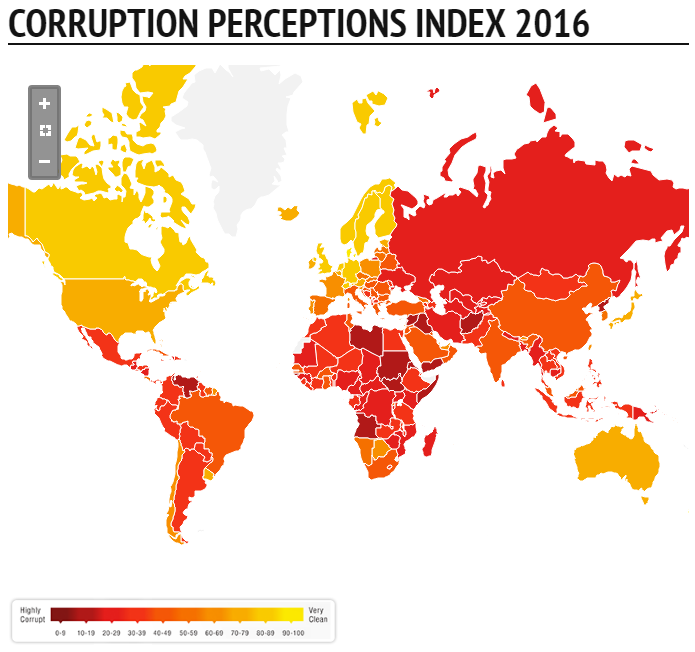 CORRUPTION PERCEPTIONS INDEX 2016
+
−
Highly
Corrupt
0-9 10-19 20-29 30-39 40-49 50-59 60-69 70-79 80-89 90-100
Very
Clean